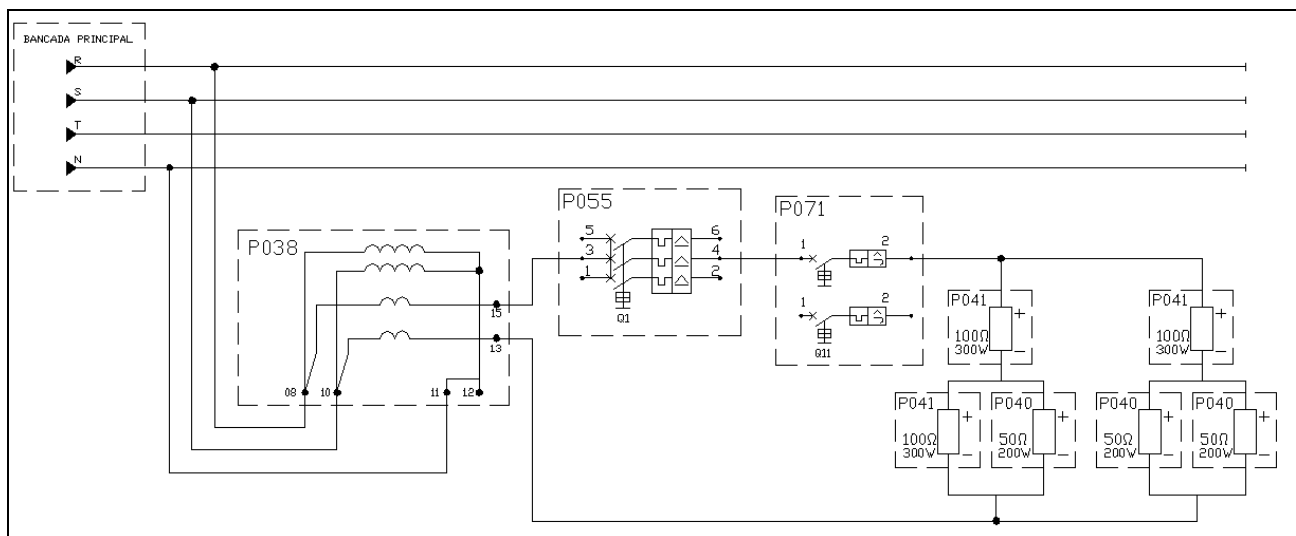 BANCADA PRINCIPAL
R
S
T
N
P038
15
13
08
10
11
12
P055
5
3
1
6
4
2
Q1
P071
1
2
1
2
Q11
P041
+
100Ω
300W
-
P041
+
100Ω
300W
-
P041
+
100Ω
300W
-
P040
+
50Ω
200W
-
P040
+
50Ω
200W
-
P040
+
50Ω
200W
-